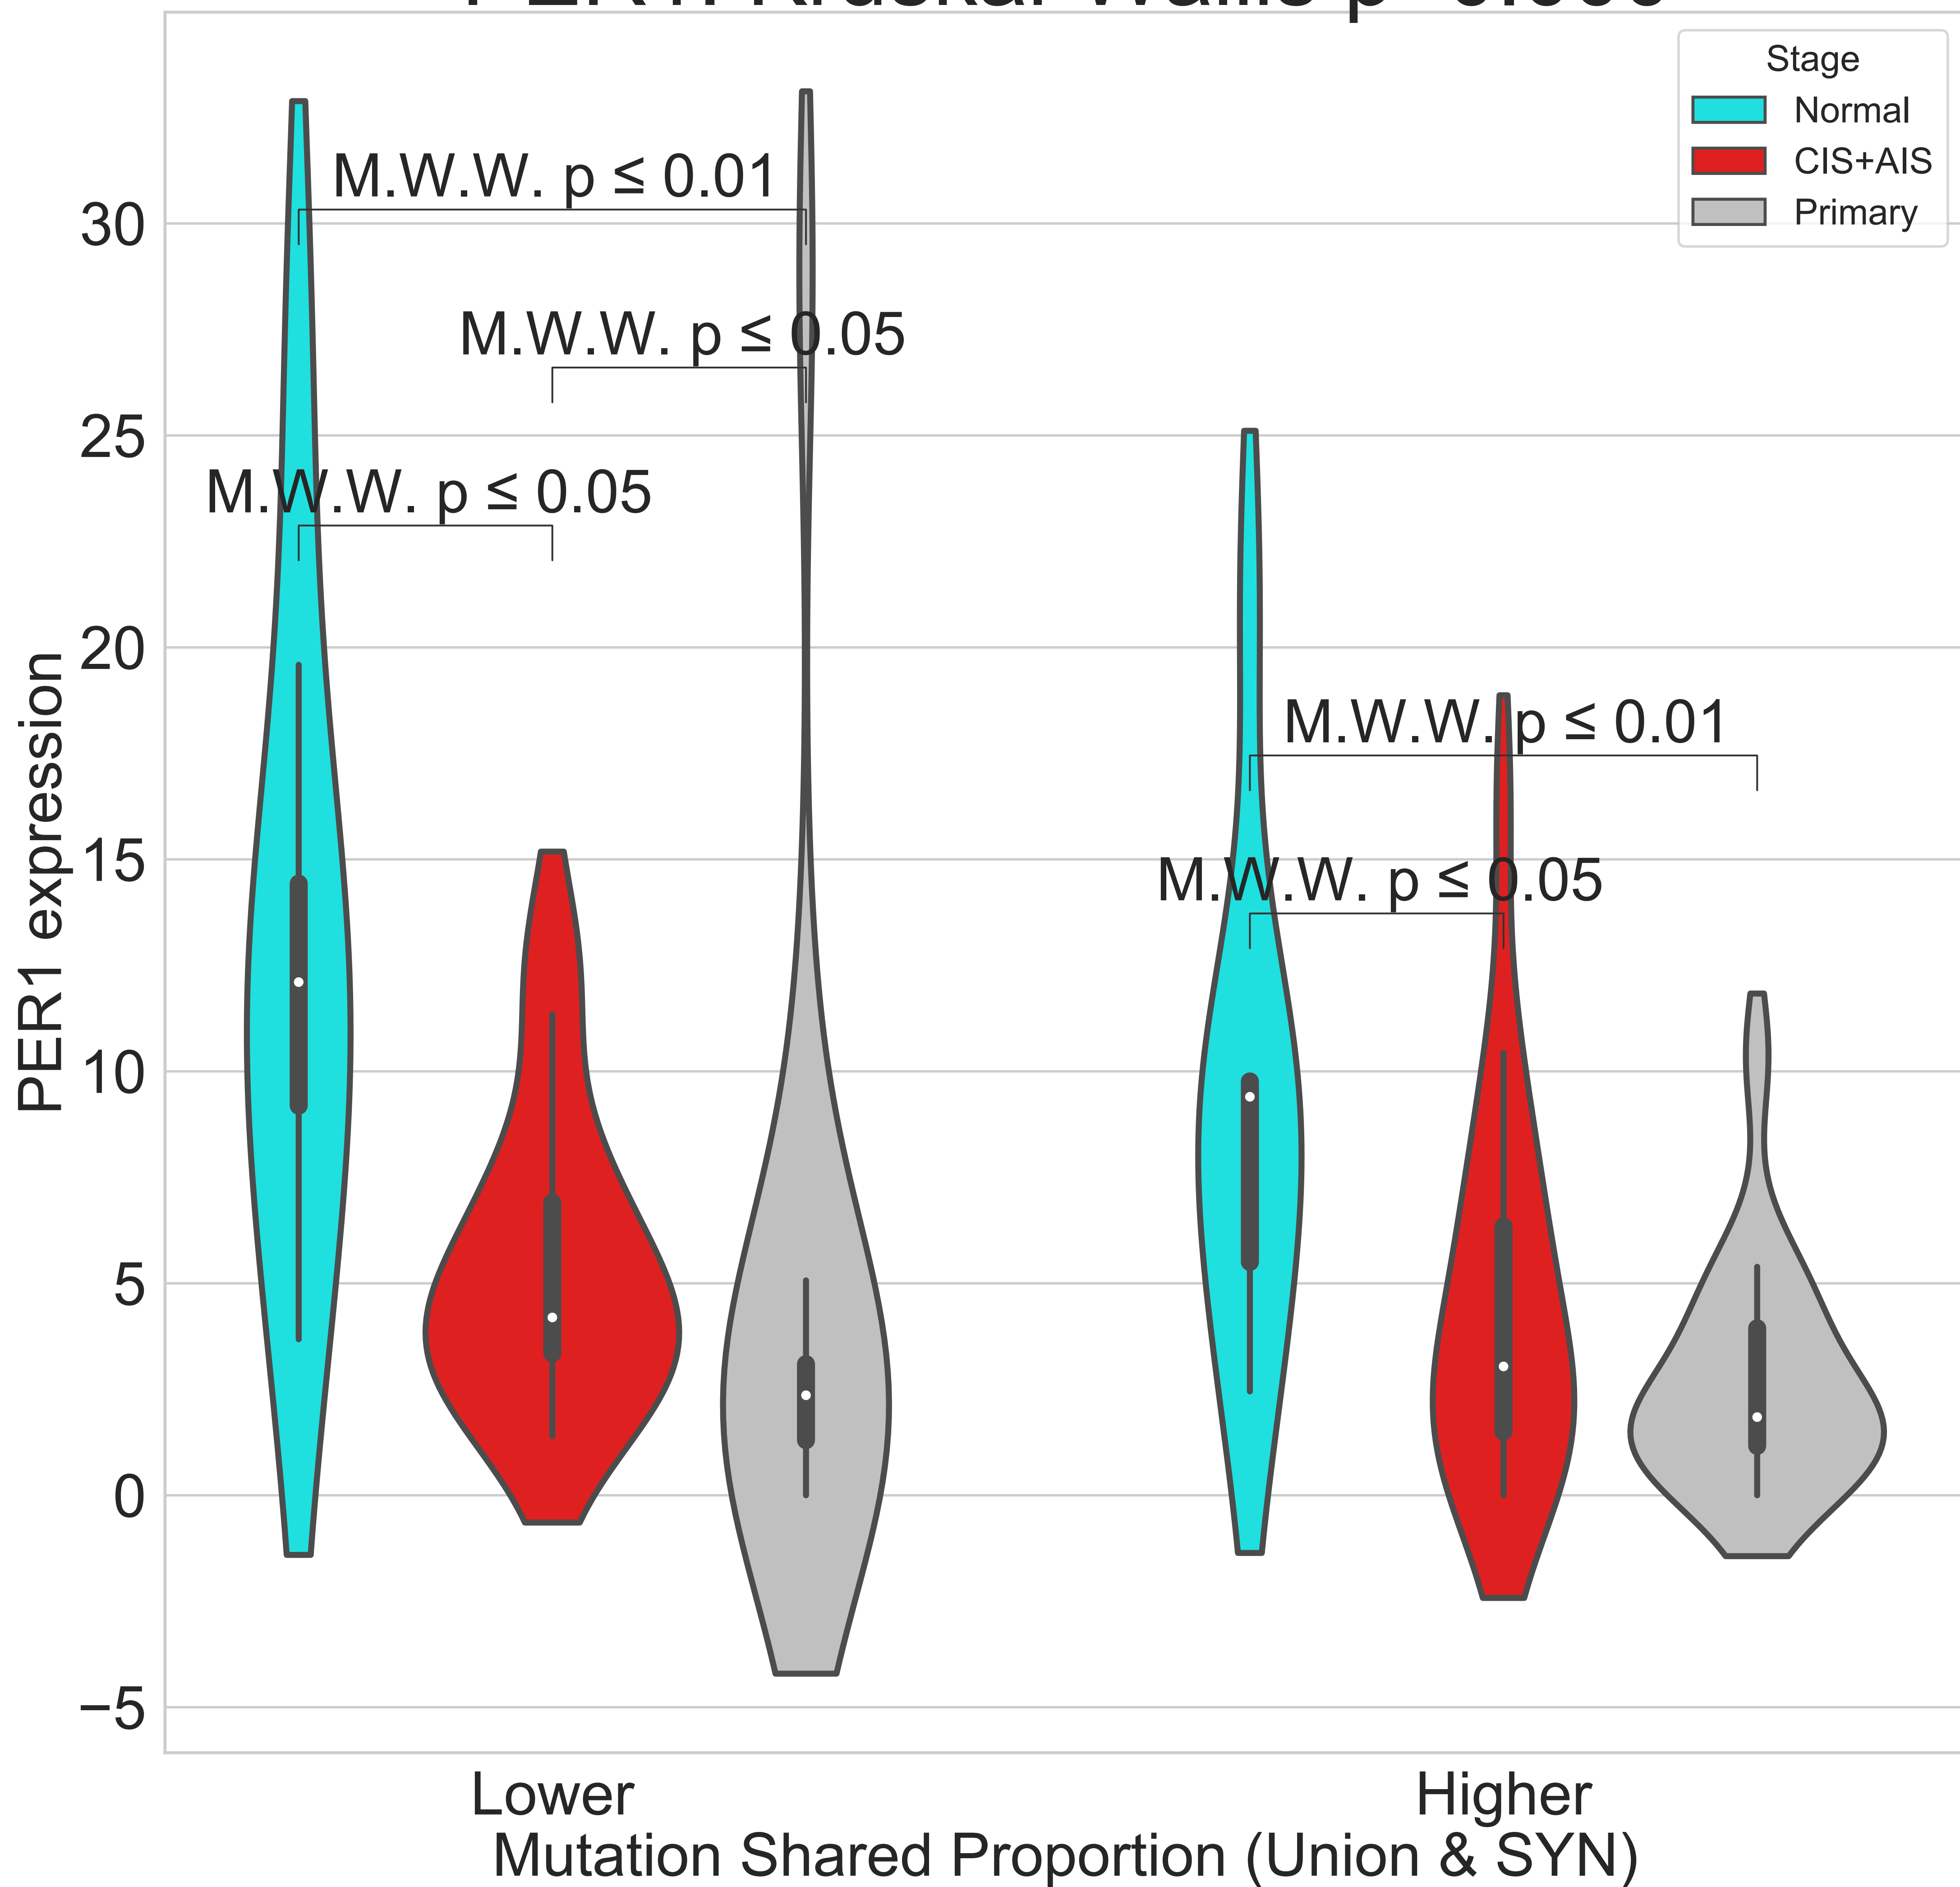 Stage
Normal
CIS+AIS
Primary
M.W.W. p ≤ 0.01
M.W.W. p ≤ 0.05
M.W.W. p ≤ 0.05
M.W.W. p ≤ 0.01
M.W.W. p ≤ 0.05
PER1 expression
30
25
20
15
10
5
0
−5
Lower
Higher
Mutation Shared Proportion (Union & SYN)